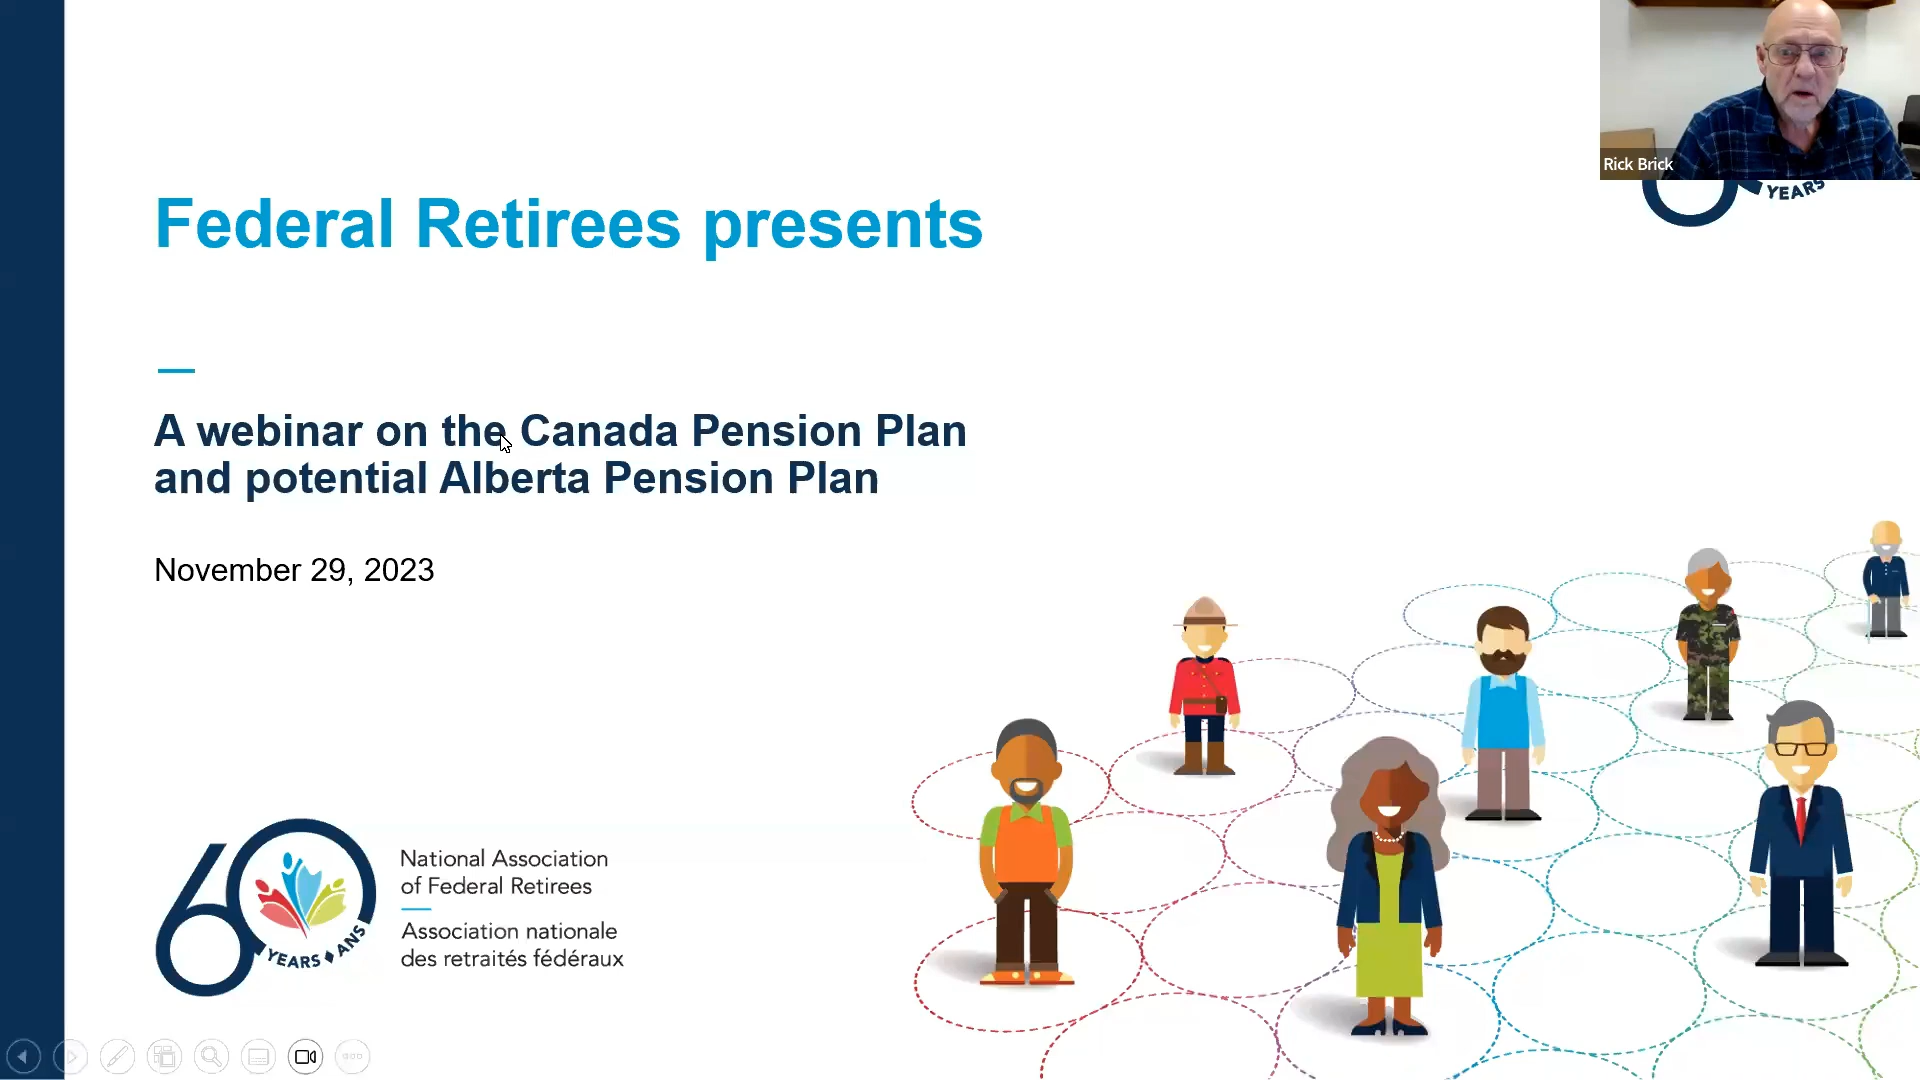 Rick Brick
YEARS
Federal Retirees presents
A webinar on the Canada Pension Plan
and potential Alberta Pension Plan
November 29, 2023
60
YEARS♦ANS
National Association
of Federal Retirees
Association nationale
des retraités fédéraux